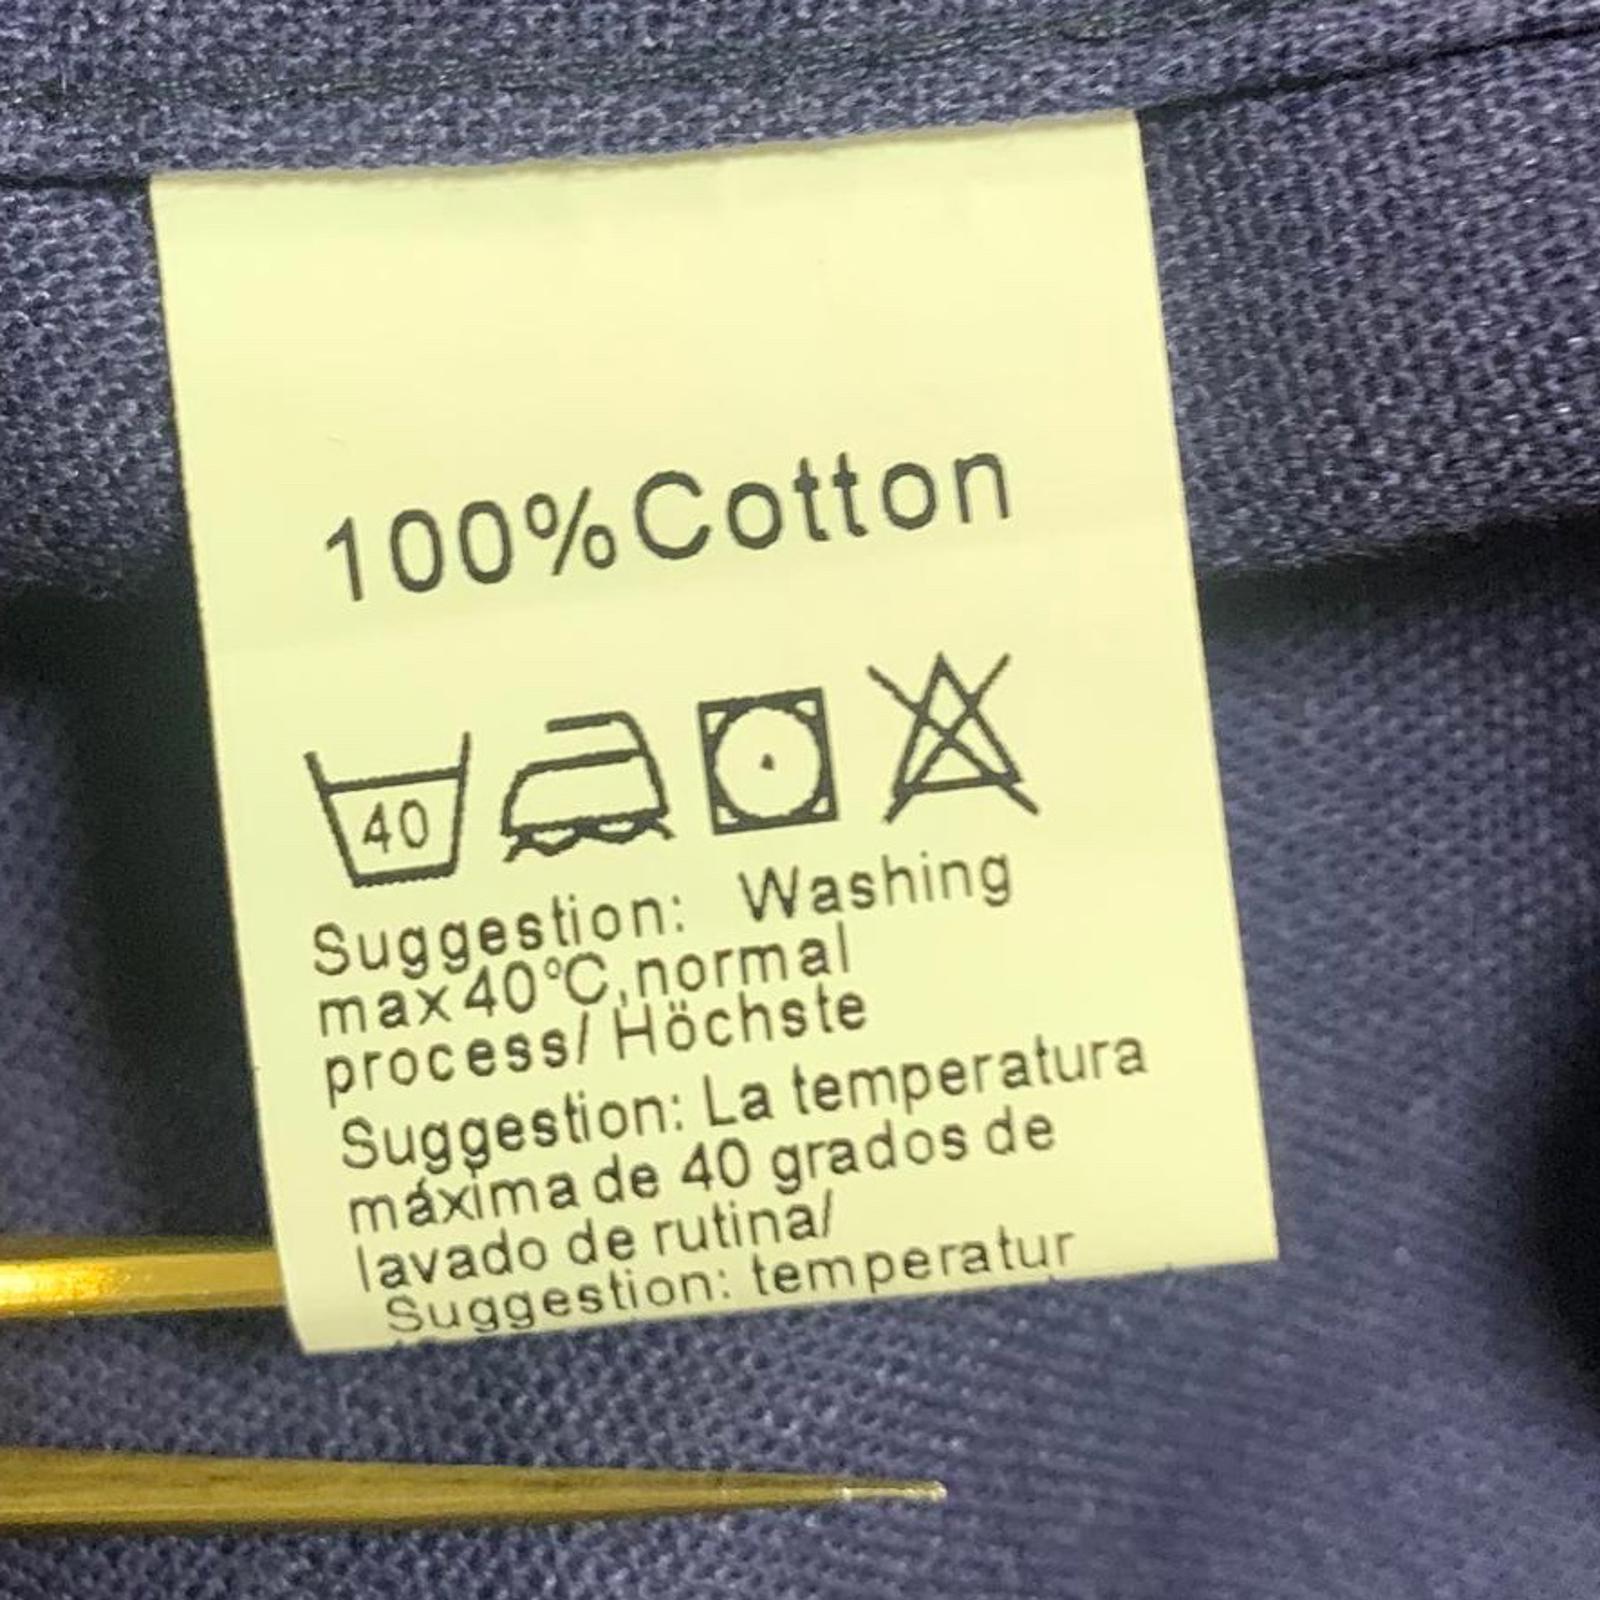 100%Cotton
40
Suggestion: Washing
max40°C,normal
process/ Höchste
Suggestion: La temperatura
máxima de 40 grados de
lavado de rutina/
Suggestion: temperatur